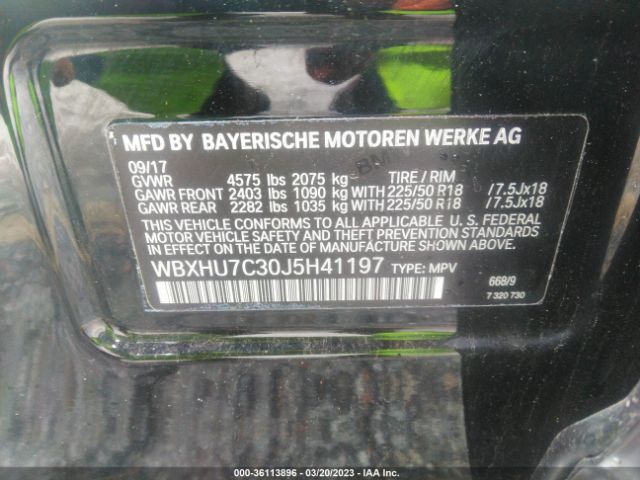 MFD BY BAYERISCHE MOTOREN WERKE AG
09/17
GVWR 4575 lbs 2075 kg TIRE / RIM
GAWR FRONT 2403 lbs 1090 kg WITH 225/50 R18 /7.5Jx18
GAWR REAR 2282 lbs 1035 kg WITH 225/50 R18 /7.5Jx18
THIS VEHICLE CONFORMS TO ALL APPLICABLE U. S. FEDERAL
MOTOR VEHICLE SAFETY AND THEFT PREVENTION STANDARDS
IN EFFECT ON THE DATE OF MANUFACTURE SHOWN ABOVE.
WBXHU7C30J5H41197 TYPE: MPV
668/9
7 320 730
000-36113896 - 03/20/2023 - IAA Inc.